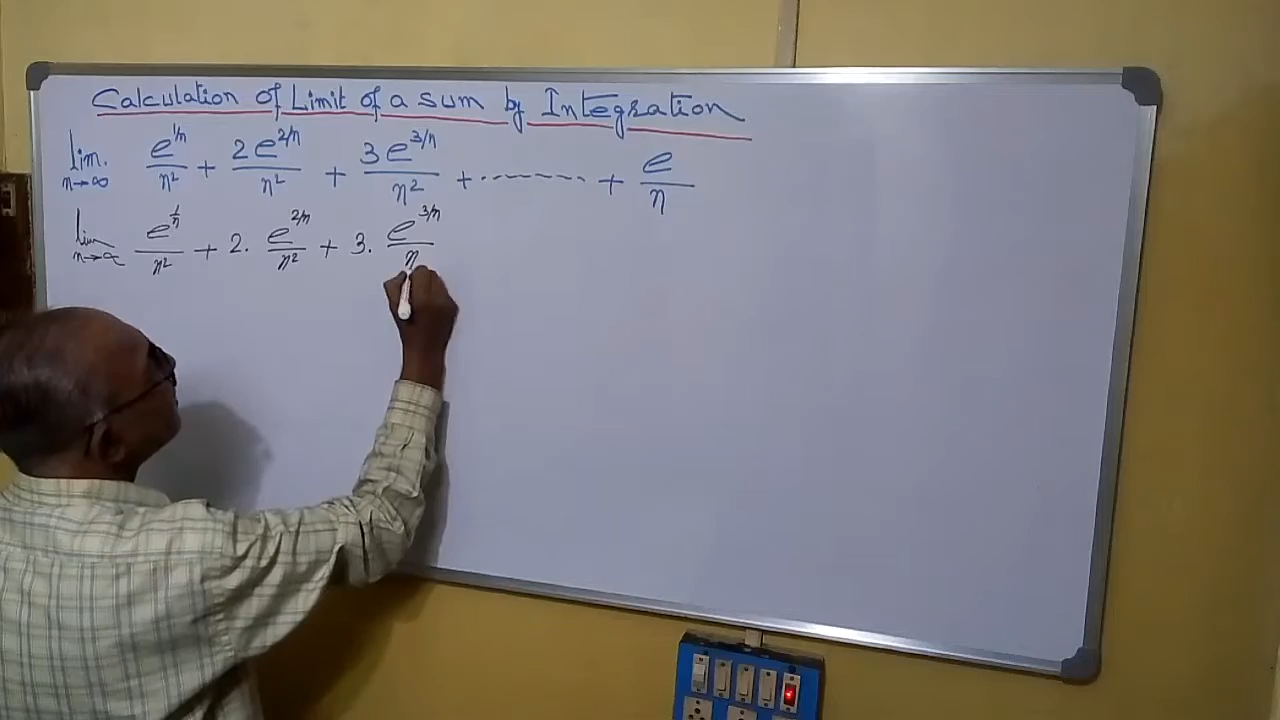 Calculation of Limit of a sum by Integration
lim. n→∞ e^{1/n}/n² + 2e^{2/n}/n² + 3e^{3/n}/n² + -------- + e/n
lim n→∞ e^{1/n}/n² + 2. e^{2/n}/n² + 3. e^{3/n}/n